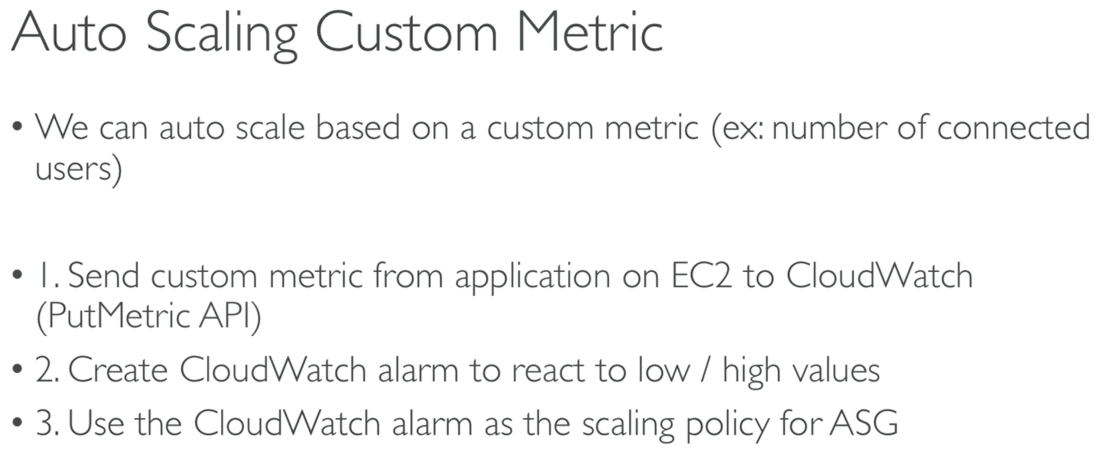 Auto Scaling Custom Metric
• We can auto scale based on a custom metric (ex: number of connected
users)
• 1. Send custom metric from application on EC2 to CloudWatch
(PutMetric API)
• 2. Create CloudWatch alarm to react to low / high values
• 3. Use the CloudWatch alarm as the scaling policy for ASG